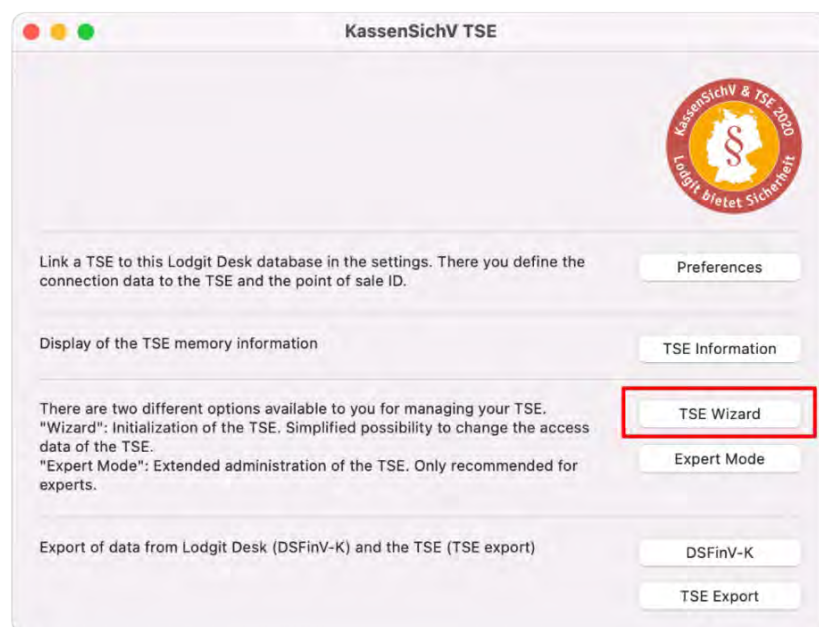 KassenSichV TSE
KassenSichV & TSE 2020
§
Lodgit bietet Sicherheit
Link a TSE to this Lodgit Desk database in the settings. There you define the
connection data to the TSE and the point of sale ID.
Preferences
Display of the TSE memory information
TSE Information
There are two different options available to you for managing your TSE.
"Wizard": Initialization of the TSE. Simplified possibility to change the access
data of the TSE.
"Expert Mode": Extended administration of the TSE. Only recommended for
experts.
TSE Wizard
Expert Mode
Export of data from Lodgit Desk (DSFinV-K) and the TSE (TSE export)
DSFinV-K
TSE Export